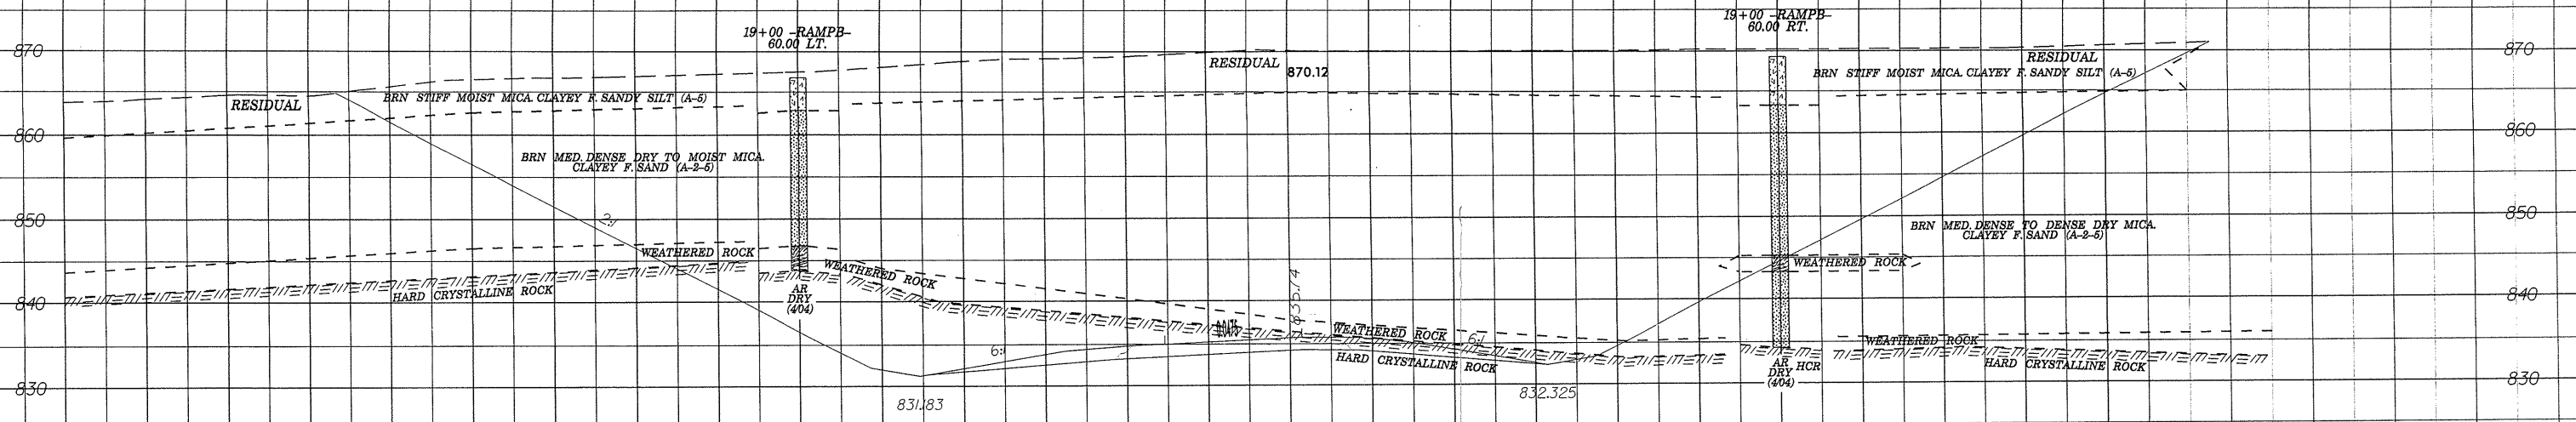 19+00 -RAMPB-
60.00 LT.
19+00 -RAMPB-
60.00 RT.
870
870
RESIDUAL
870.12
RESIDUAL
BRN STIFF MOIST MICA. CLAYEY F. SANDY SILT (A-5)
RESIDUAL
BRN STIFF MOIST MICA. CLAYEY F. SANDY SILT (A-5)
860
860
BRN MED. DENSE DRY TO MOIST MICA.
CLAYEY F. SAND (A-2-5)
850
2:1
850
BRN MED. DENSE TO DENSE DRY MICA.
CLAYEY F. SAND (A-2-5)
WEATHERED ROCK
WEATHERED ROCK
WEATHERED ROCK
HARD CRYSTALLINE ROCK
840
840
AR
DRY
(4/04)
835.74
WEATHERED ROCK
6:1
6:1
WEATHERED ROCK
HARD CRYSTALLINE ROCK
AR
DRY
(4/04)
HCR
HARD CRYSTALLINE ROCK
830
830
831.83
832.325